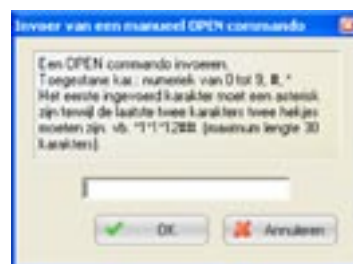 Invoer van een manueel OPEN commando
Een OPEN commando invoeren.
Toegestane kar.: numeriek van 0 tot 9, #, *
Het eerste ingevoerd karakter moet een asterisk
zijn terwijl de laatste twee karakters twee hekjes
moeten zijn. vb. *1*1*12## (maximum lengte 30
karakters).
OK
Annuleren